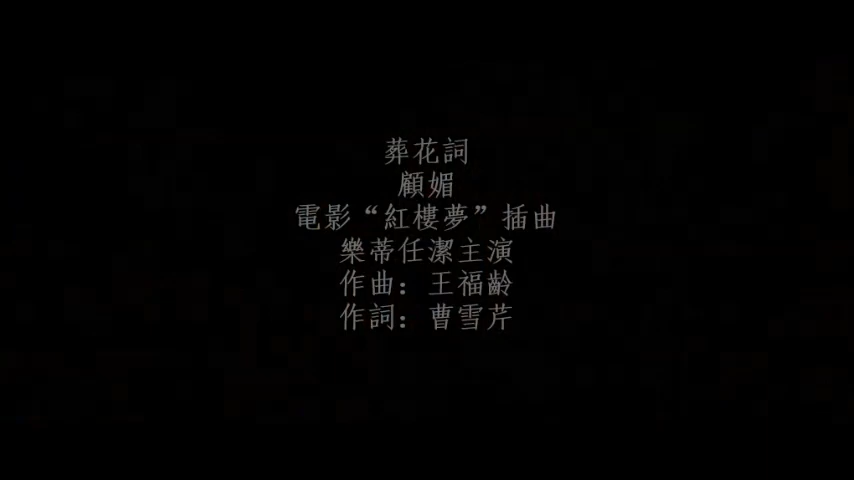 葬花詞
顧媚
電影“紅樓夢”插曲
樂蒂任潔主演
作曲：王福齡
作詞：曹雪芹